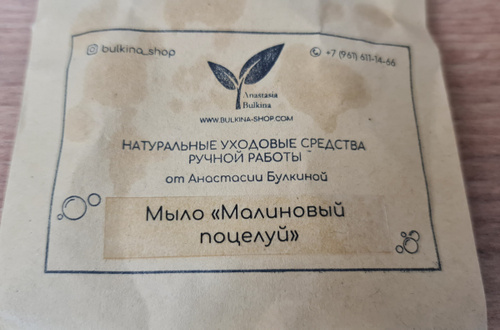 bulkina_shop
+7 (961) 611-14-66
Anastasia
Bulkina
WWW.BULKINA-SHOP.COM
НАТУРАЛЬНЫЕ УХОДОВЫЕ СРЕДСТВА
РУЧНОЙ РАБОТЫ
от Анастасии Булкиной
Мыло «Малиновый
поцелуй»